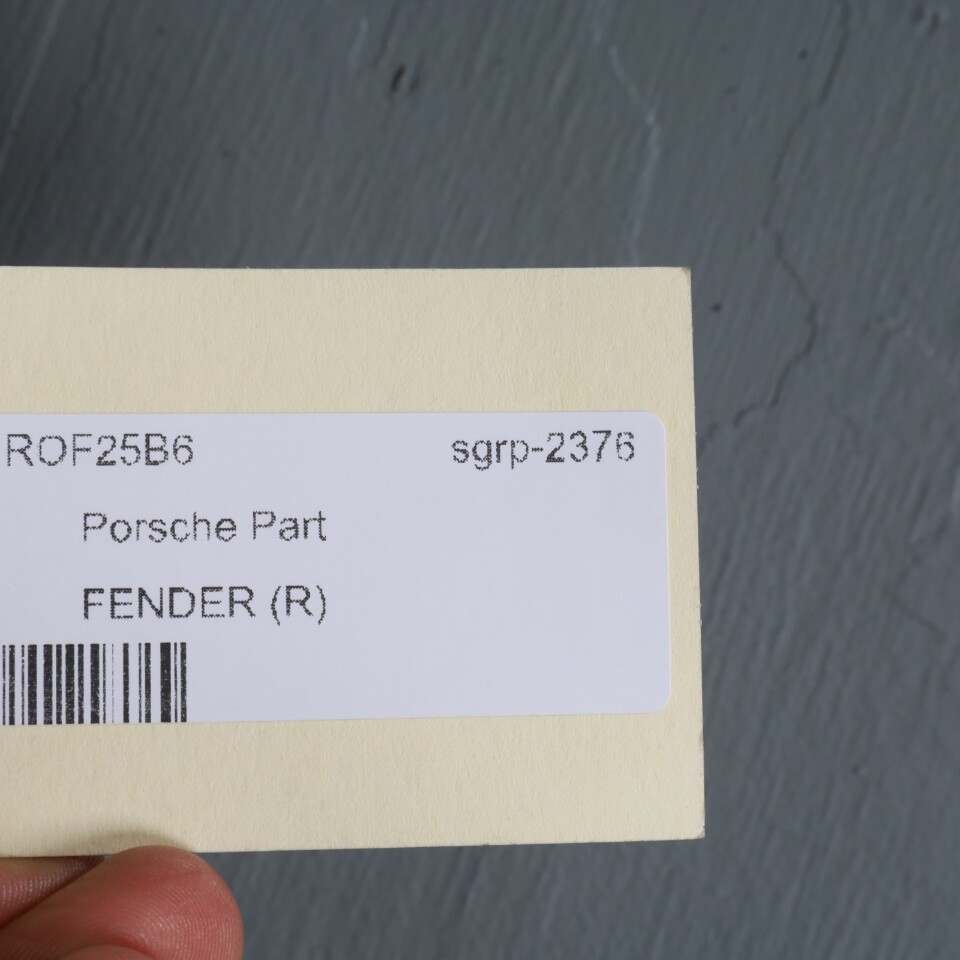 ROF25B6 sgrp-2376
Porsche Part
FENDER (R)